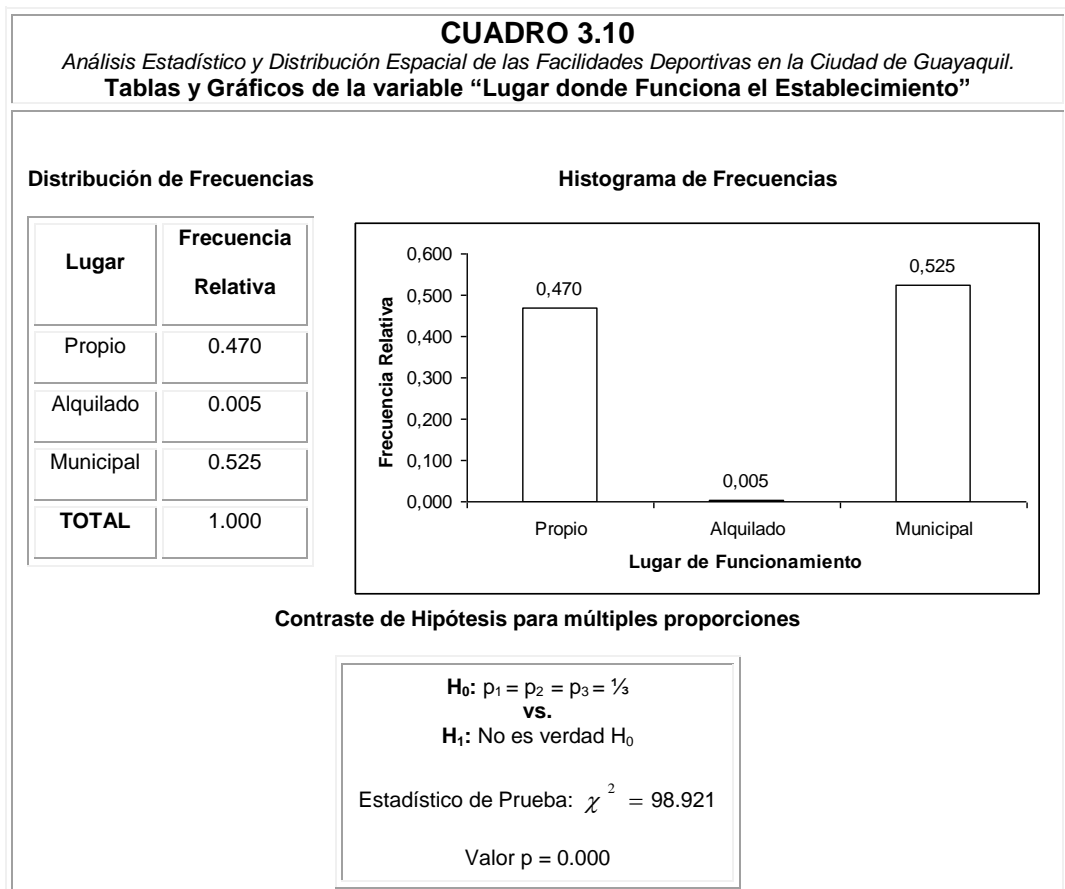 CUADRO 3.10
Análisis Estadístico y Distribución Espacial de las Facilidades Deportivas en la Ciudad de Guayaquil.
Tablas y Gráficos de la variable “Lugar donde Funciona el Establecimiento”
Distribución de Frecuencias
Lugar
Frecuencia
Relativa
Propio 0.470
Alquilado 0.005
Municipal 0.525
TOTAL 1.000
Histograma de Frecuencias
Frecuencia Relativa
0,600
0,500
0,400
0,300
0,200
0,100
0,000
0,470
0,005
0,525
Propio Alquilado Municipal
Lugar de Funcionamiento
Contraste de Hipótesis para múltiples proporciones
H₀: p₁ = p₂ = p₃ = ⅓
vs.
H₁: No es verdad H₀
Estadístico de Prueba: χ² = 98.921
Valor p = 0.000